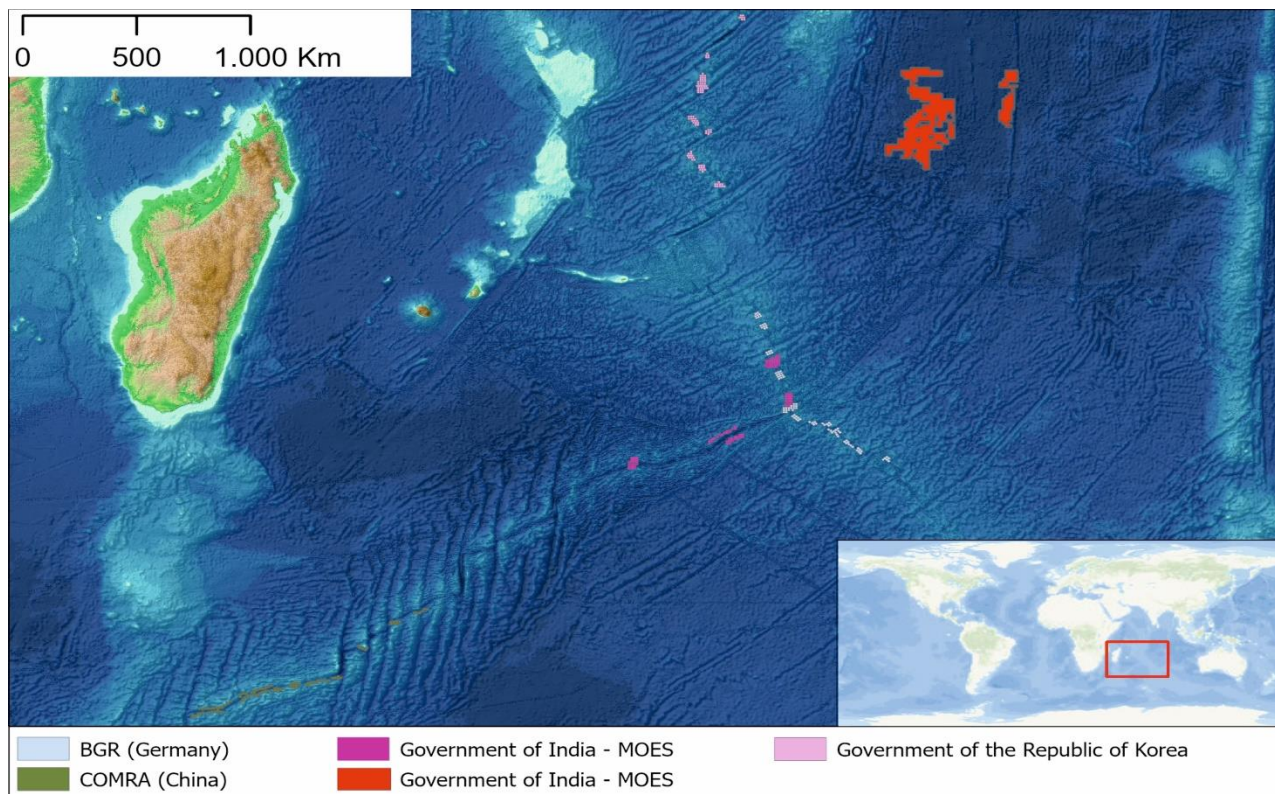 0 500 1.000 Km
BGR (Germany) Government of India - MOES Government of the Republic of Korea
COMRA (China) Government of India - MOES